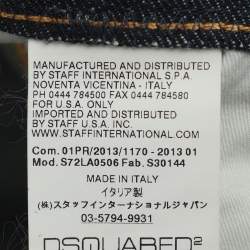 MANUFACTURED AND DISTRIBUTED
BY STAFF INTERNATIONAL S.P.A.
NOVENTA VICENTINA - ITALY
PH 0444 784500 FAX 0444 784580
FOR U.S.A. ONLY
IMPORTED AND DISTRIBUTED
BY STAFF U.S.A. INC.
WWW.STAFFINTERNATIONAL.COM
Com. 01PR/2013/1170 - 2013 01
Mod. S72LA0506 Fab. S30144
MADE IN ITALY
イタリア製
(株)スタッフインターナショナルジャパン
03-5794-9931
DSQUARED2